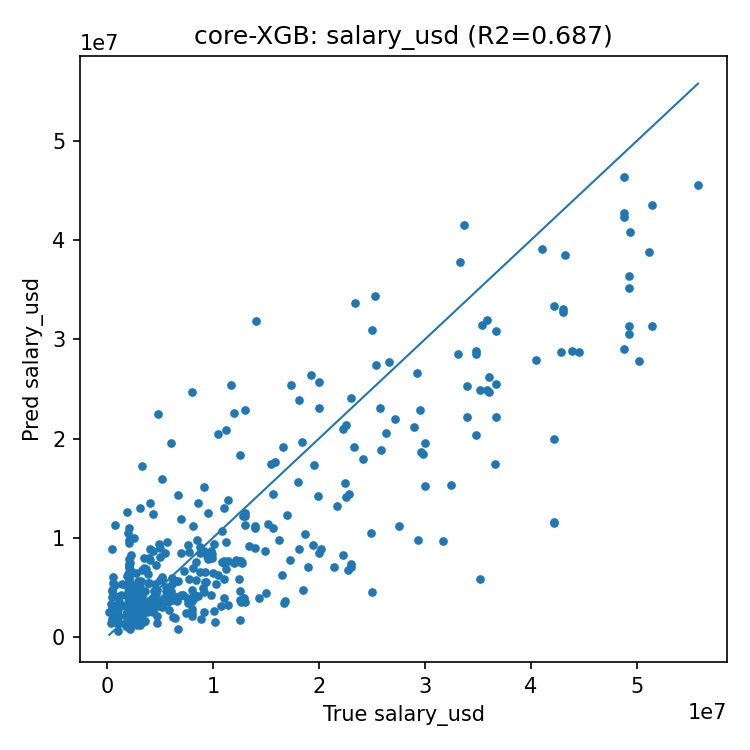 core-XGB: salary_usd (R2=0.687)
1e7
5
4
3
2
1
0
Pred salary_usd
0 1 2 3 4 5
True salary_usd
1e7